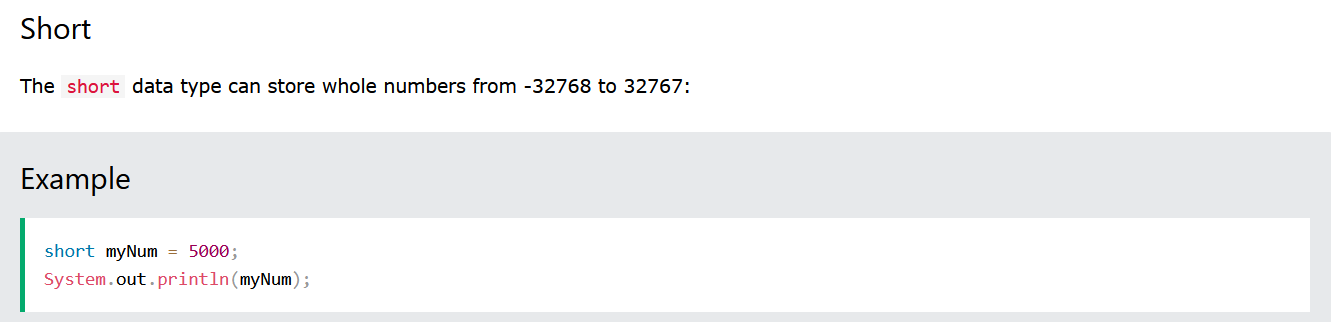 Short
The short data type can store whole numbers from -32768 to 32767:
Example
short myNum = 5000;
System.out.println(myNum);